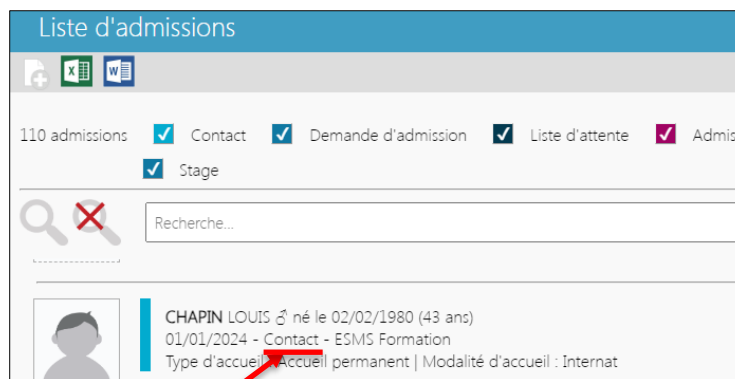 Liste d'admissions
110 admissions Contact Demande d'admission Liste d'attente Admis
Stage
Recherche...
CHAPIN LOUIS ♂ né le 02/02/1980 (43 ans)
01/01/2024 - Contact - ESMS Formation
Type d'accueil : Accueil permanent | Modalité d'accueil : Internat